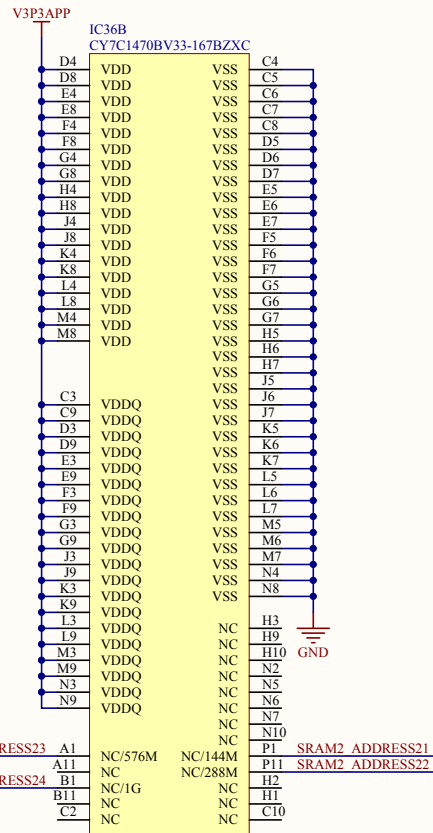 V3P3APP
IC36B
CY7C1470BV33-167BZXC
D4 VDD VSS C4
D8 VDD VSS C5
E4 VDD VSS C6
E8 VDD VSS C7
F4 VDD VSS C8
F8 VDD VSS D5
G4 VDD VSS D6
G8 VDD VSS D7
H4 VDD VSS E5
H8 VDD VSS E6
J4 VDD VSS E7
J8 VDD VSS F5
K4 VDD VSS F6
K8 VDD VSS F7
L4 VDD VSS G5
L8 VDD VSS G6
M4 VDD VSS G7
M8 VDD VSS H5
VSS H6
VSS H7
VSS J5
C3 VDDQ VSS J6
C9 VDDQ VSS J7
D3 VDDQ VSS K5
D9 VDDQ VSS K6
E3 VDDQ VSS K7
E9 VDDQ VSS L5
F3 VDDQ VSS L6
F9 VDDQ VSS L7
G3 VDDQ VSS M5
G9 VDDQ VSS M6
J3 VDDQ VSS M7
J9 VDDQ VSS N4
K3 VDDQ VSS N8
K9 VDDQ
L3 VDDQ NC H3
L9 VDDQ NC H9
M3 VDDQ NC H10
GND
M9 VDDQ NC N2
N3 VDDQ NC N5
N9 VDDQ NC N6
NC N7
NC N10
RESS23 A1 NC/576M NC/144M P1 SRAM2_ADDRESS21
A11 NC NC/288M P11 SRAM2_ADDRESS22
RESS24 B1 NC/1G NC H2
B11 NC NC H1
C2 NC NC C10